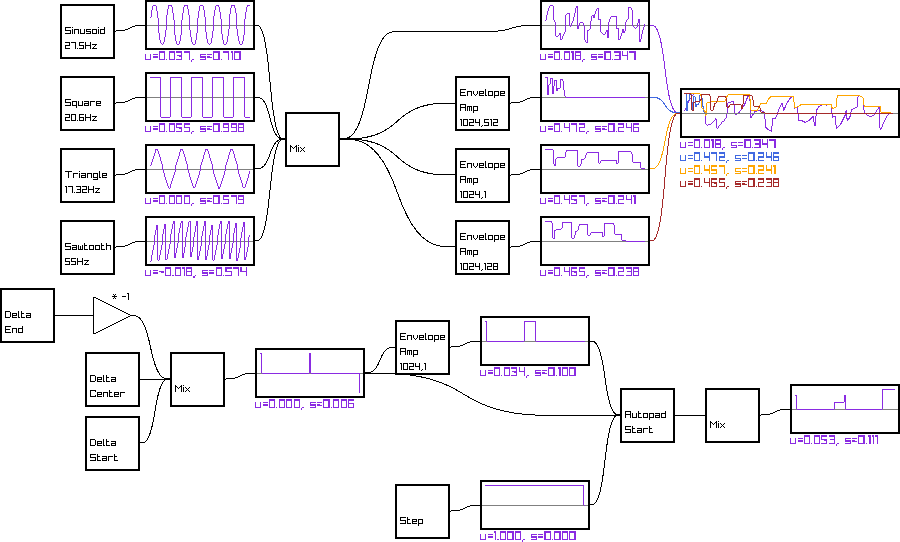 Sinusoid
27.5Hz
u=0.037, s=0.710
u=0.018, s=0.347
Square
20.6Hz
u=0.055, s=0.998
Mix
Envelope
Amp
1024,512
u=0.472, s=0.246
u=0.018, s=0.347
u=0.472, s=0.246
u=0.457, s=0.241
u=0.465, s=0.238
Triangle
17.32Hz
u=0.000, s=0.579
Envelope
Amp
1024,1
u=0.457, s=0.241
Sawtooth
55Hz
u=-0.018, s=0.574
Envelope
Amp
1024,128
u=0.465, s=0.238
Delta
End
* -1
Delta
Center
Delta
Start
Mix
u=0.000, s=0.006
Envelope
Amp
1024,1
u=0.034, s=0.100
Autopad
Start
Mix
u=0.053, s=0.111
Step
u=1.000, s=0.000